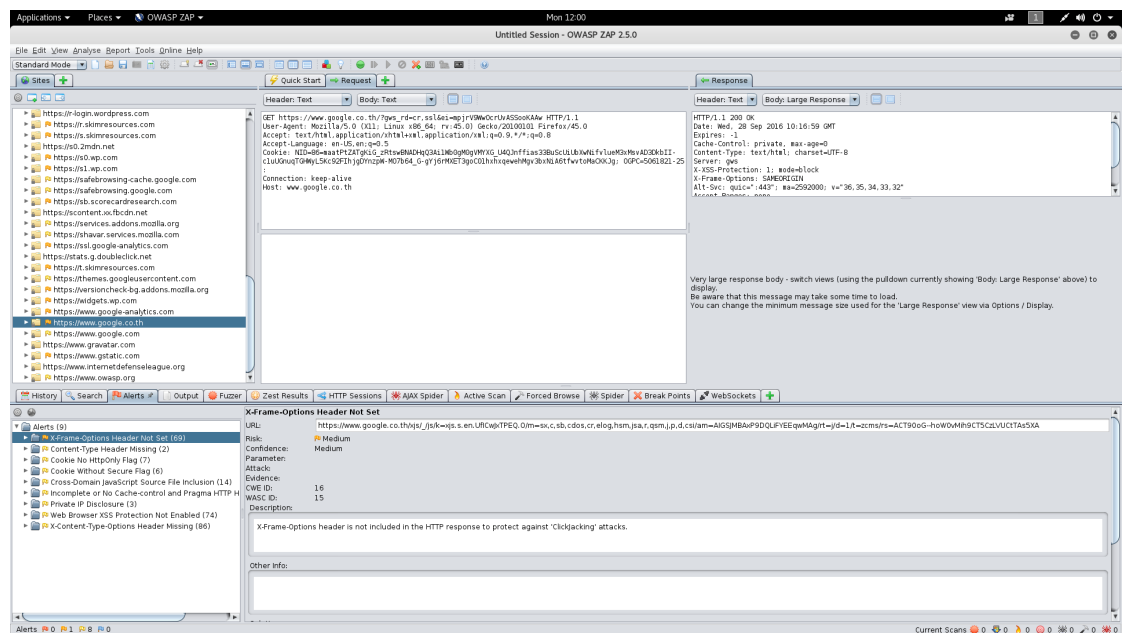 Applications Places OWASP ZAP Mon 12:00 1
Untitled Session - OWASP ZAP 2.5.0
File Edit View Analyse Report Tools Online Help
Standard Mode
Sites
Quick Start Request
Response
Header: Text Body: Text
Header: Text Body: Large Response
https://r-login.wordpress.com
https://r.skimresources.com
https://s.skimresources.com
https://s0.2mdn.net
https://s0.wp.com
https://s1.wp.com
https://safebrowsing-cache.google.com
https://safebrowsing.google.com
https://sb.scorecardresearch.com
https://scontent.xx.fbcdn.net
https://services.addons.mozilla.org
https://shavar.services.mozilla.com
https://ssl.google-analytics.com
https://stats.g.doubleclick.net
https://t.skimresources.com
https://themes.googleusercontent.com
https://versioncheck-bg.addons.mozilla.org
https://widgets.wp.com
https://www.google-analytics.com
https://www.google.co.th
https://www.google.com
https://www.gravatar.com
https://www.gstatic.com
https://www.internetdefenseleague.org
https://www.owasp.org
GET https://www.google.co.th/?gws_rd=cr,ssl&ei=mpjrV9WwOcrUvASSooKAAw HTTP/1.1
User-Agent: Mozilla/5.0 (X11; Linux x86_64; rv:45.0) Gecko/20100101 Firefox/45.0
Accept: text/html,application/xhtml+xml,application/xml;q=0.9,*/*;q=0.8
Accept-Language: en-US,en;q=0.5
Connection: keep-alive
Host: www.google.co.th
HTTP/1.1 200 OK
Date: Wed, 28 Sep 2016 10:16:59 GMT
Expires: -1
Cache-Control: private, max-age=0
Content-Type: text/html; charset=UTF-8
Server: gws
X-XSS-Protection: 1; mode=block
X-Frame-Options: SAMEORIGIN
Alt-Svc: quic=":443"; ma=2592000; v="36,35,34,33,32"
Accept-Ranges: none
Very large response body - switch views (using the pulldown currently showing 'Body: Large Response' above) to
display.
Be aware that this message may take some time to load.
You can change the minimum message size used for the 'Large Response' view via Options / Display.
History Search Alerts Output Fuzzer Zest Results HTTP Sessions AJAX Spider Active Scan Forced Browse Spider Break Points WebSockets
Alerts (9)
X-Frame-Options Header Not Set (69)
Content-Type Header Missing (2)
Cookie No HttpOnly Flag (7)
Cookie Without Secure Flag (6)
Cross-Domain JavaScript Source File Inclusion (14)
Incomplete or No Cache-control and Pragma HTTP H
Private IP Disclosure (3)
Web Browser XSS Protection Not Enabled (74)
X-Content-Type-Options Header Missing (86)
X-Frame-Options Header Not Set
URL:
Risk: Medium
Confidence: Medium
Parameter:
Attack:
Evidence:
CWE ID: 16
WASC ID: 15
Description:
X-Frame-Options header is not included in the HTTP response to protect against 'ClickJacking' attacks.
Other Info:
Alerts 0 1 8 0
Current Scans 0 0 0 0 0 0 0